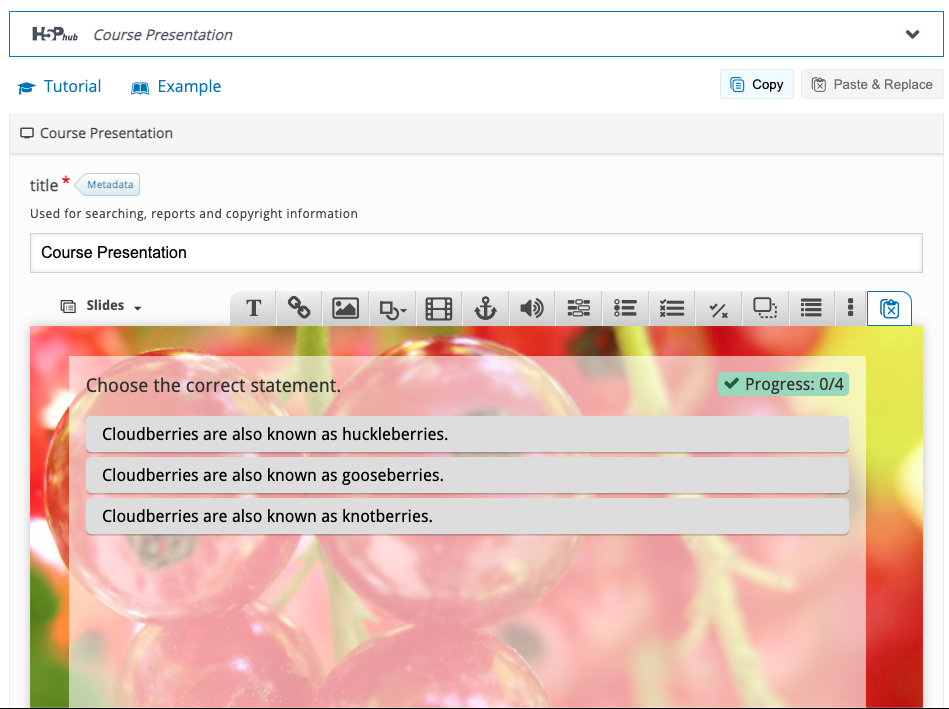 H5Phub Course Presentation
Tutorial Example Copy Paste & Replace
Course Presentation
title * Metadata
Used for searching, reports and copyright information
Course Presentation
Slides T
Choose the correct statement. Progress: 0/4
Cloudberries are also known as huckleberries.
Cloudberries are also known as gooseberries.
Cloudberries are also known as knotberries.